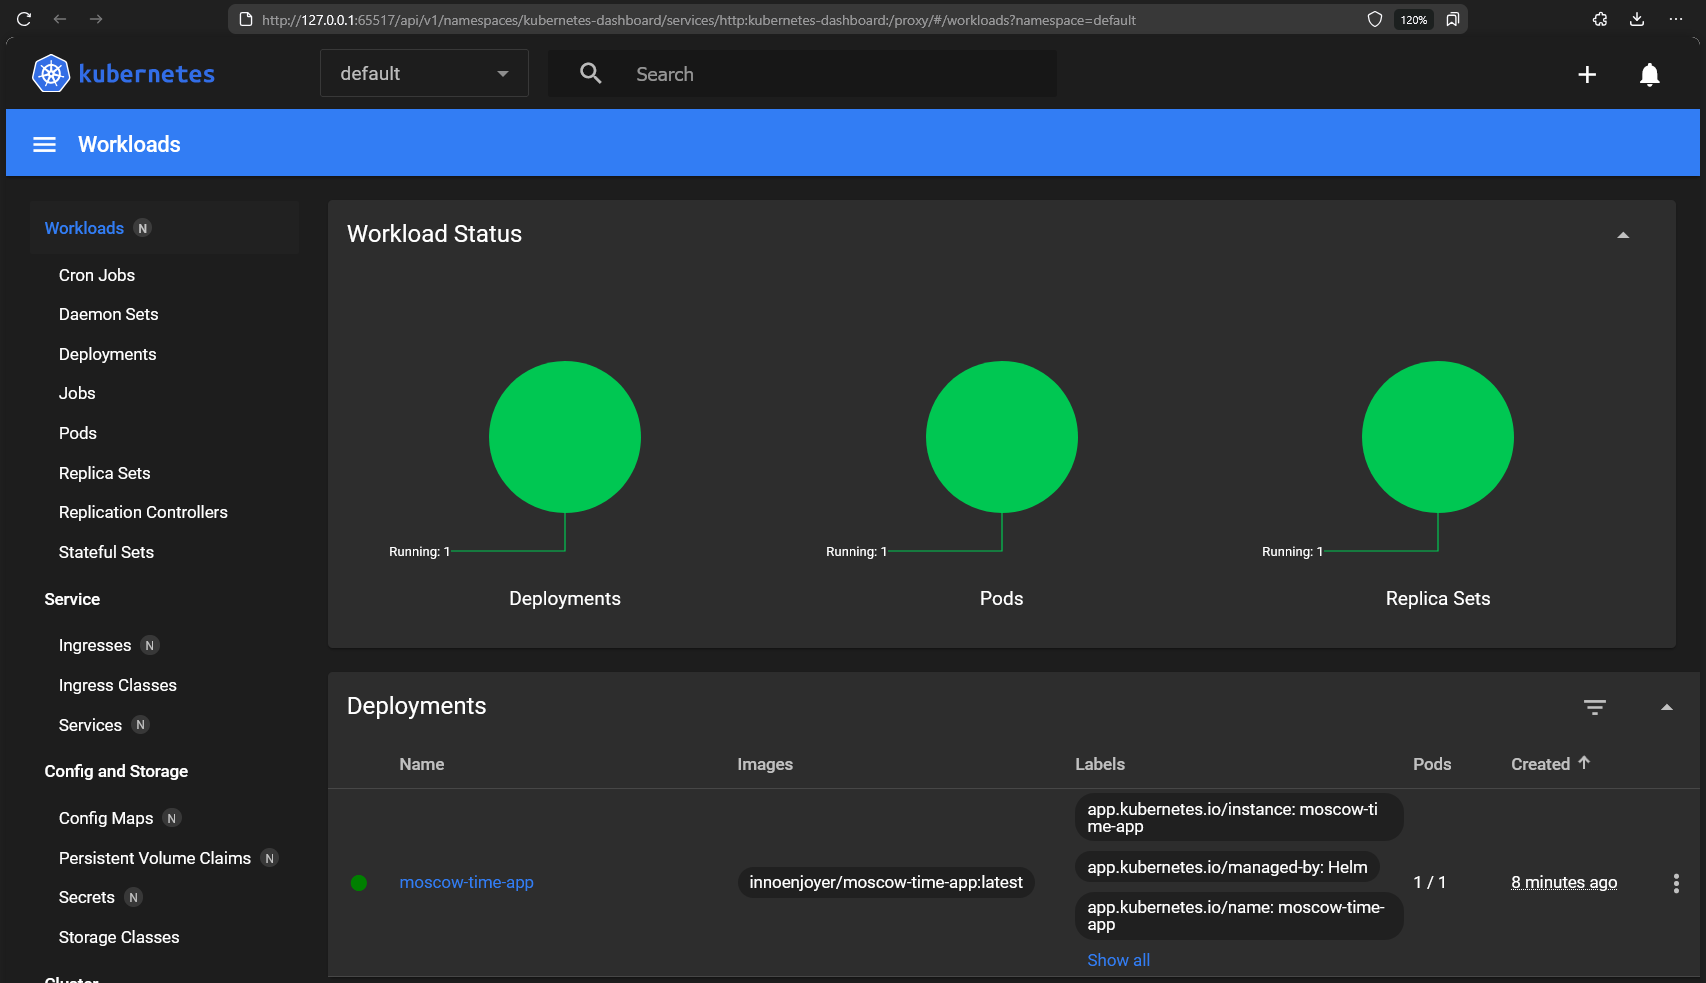 http://127.0.0.1:65517/api/v1/namespaces/kubernetes-dashboard/services/http:kubernetes-dashboard:/proxy/#/workloads?namespace=default
120%
kubernetes
default
Search
Workloads
Workloads N
Cron Jobs
Daemon Sets
Deployments
Jobs
Pods
Replica Sets
Replication Controllers
Stateful Sets
Service
Ingresses N
Ingress Classes
Services N
Config and Storage
Config Maps N
Persistent Volume Claims N
Secrets N
Storage Classes
Cluster
Workload Status
Running: 1
Deployments
Running: 1
Pods
Running: 1
Replica Sets
Deployments
Name Images Labels Pods Created
moscow-time-app
innoenjoyer/moscow-time-app:latest
app.kubernetes.io/instance: moscow-ti
me-app
app.kubernetes.io/managed-by: Helm
app.kubernetes.io/name: moscow-time-
app
Show all
1 / 1
8 minutes ago